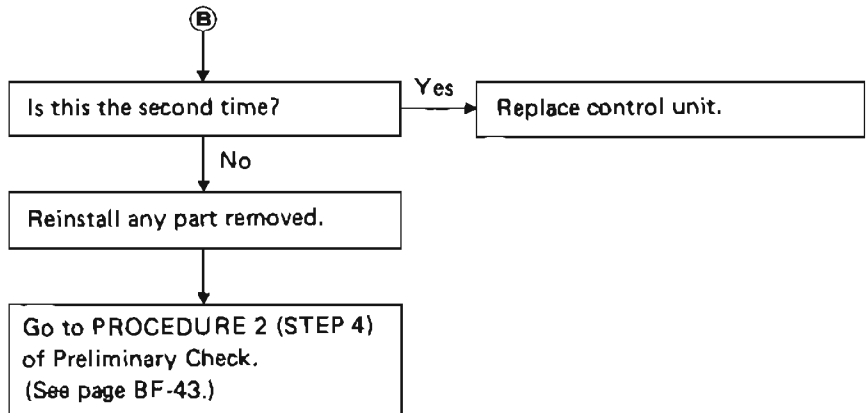 B
Is this the second time?
Yes
Replace control unit.
No
Reinstall any part removed.
Go to PROCEDURE 2 (STEP 4)
of Preliminary Check.
(See page BF-43.)